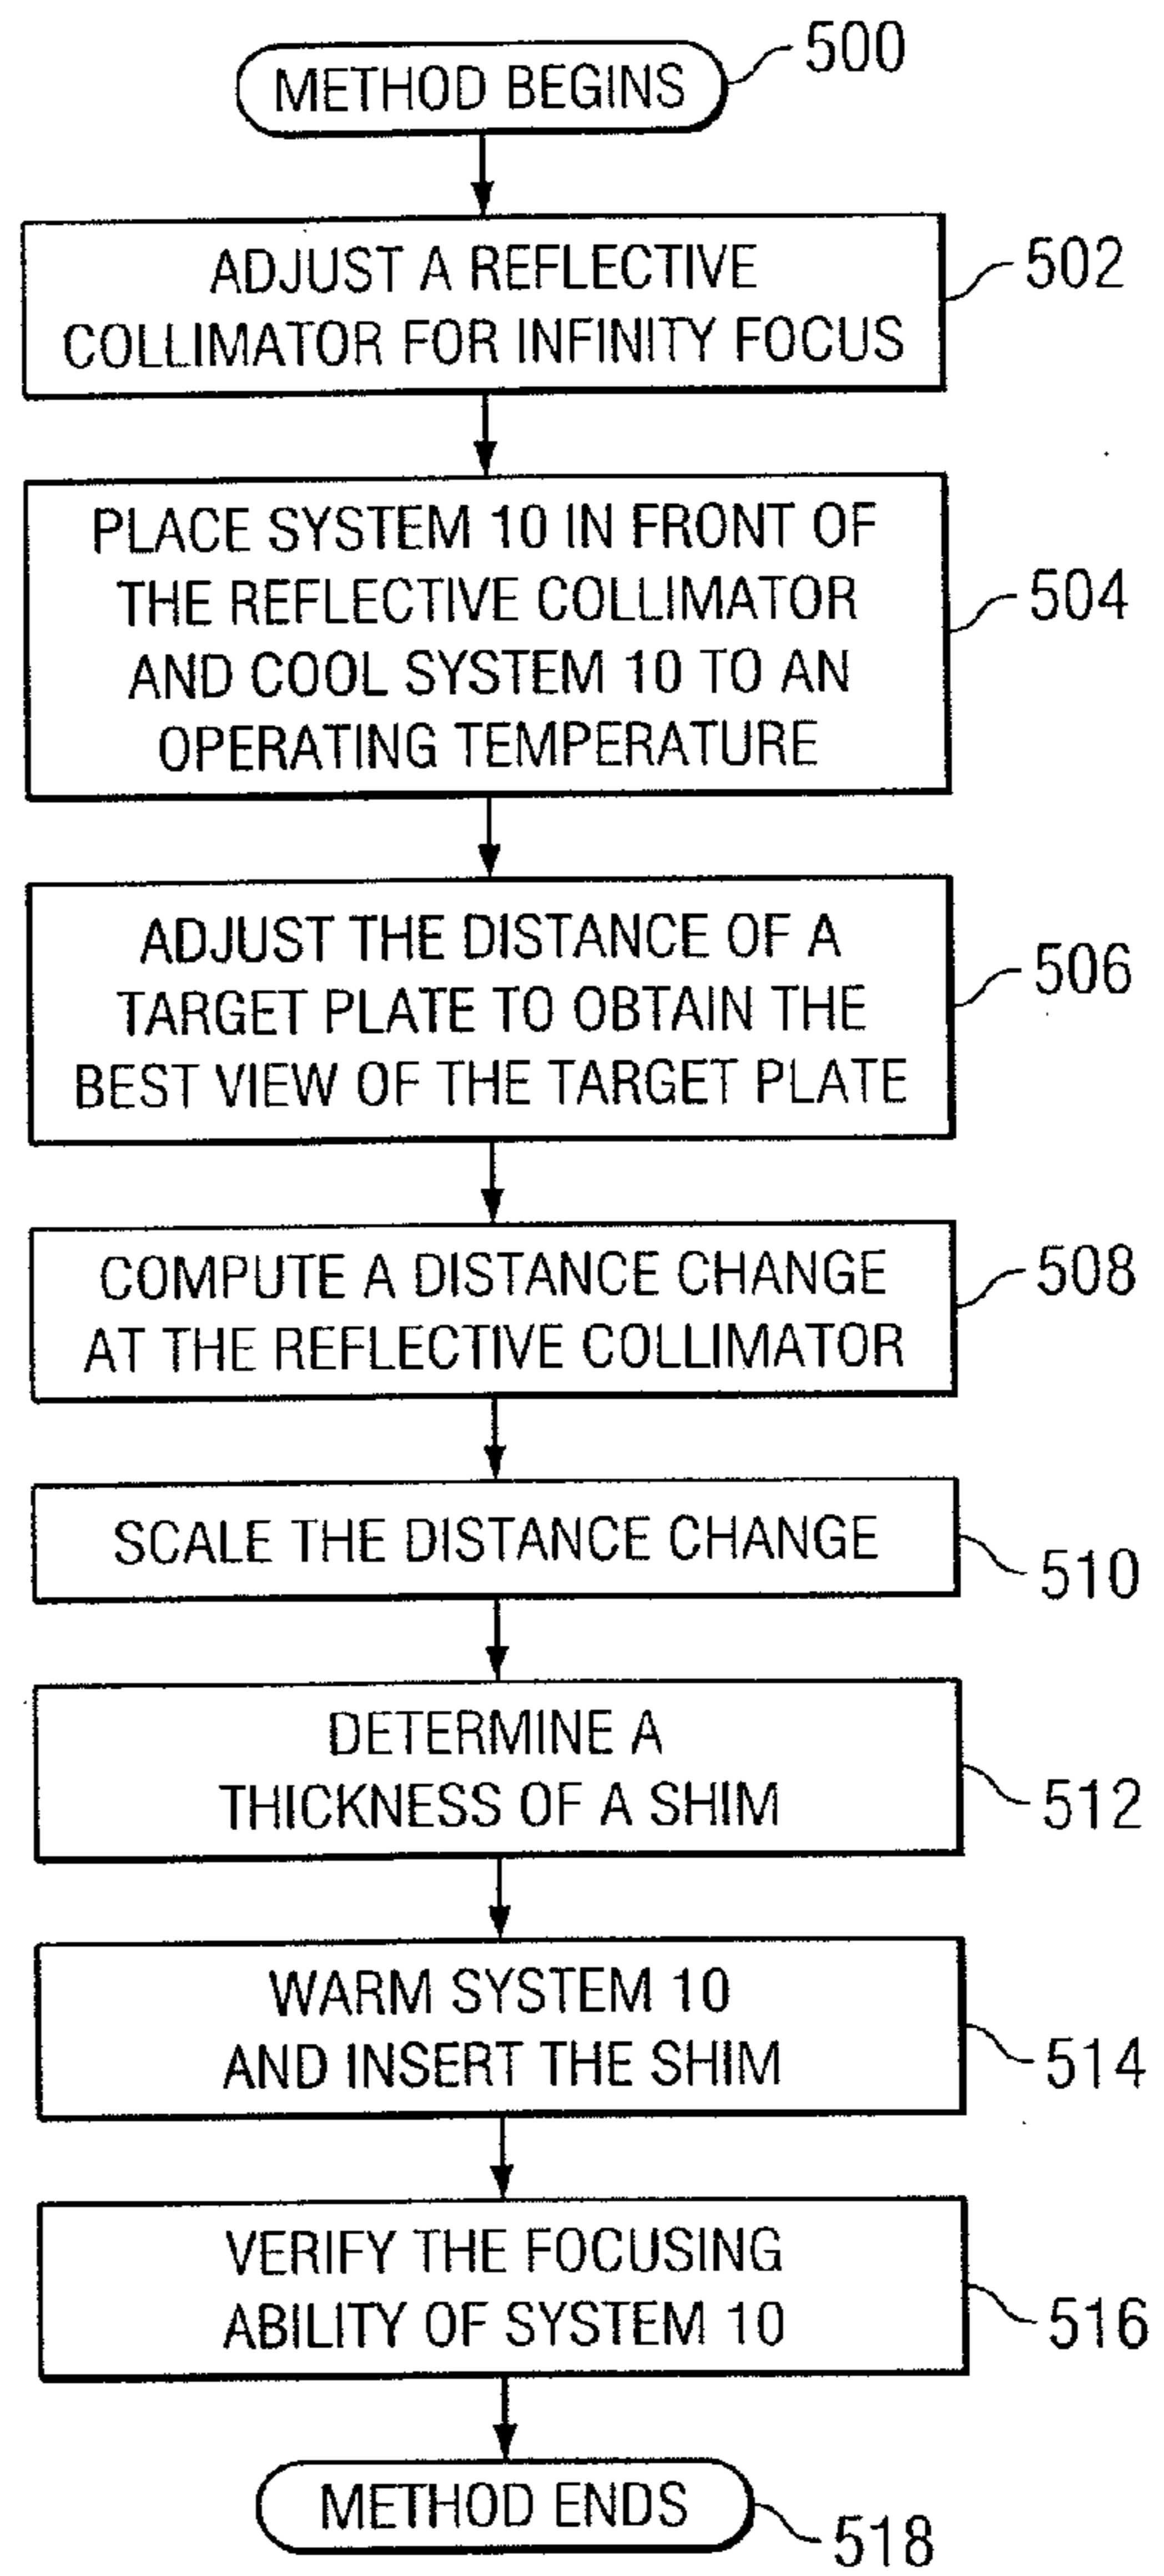 METHOD BEGINS
500
ADJUST A REFLECTIVE
COLLIMATOR FOR INFINITY FOCUS
502
PLACE SYSTEM 10 IN FRONT OF
THE REFLECTIVE COLLIMATOR
AND COOL SYSTEM 10 TO AN
OPERATING TEMPERATURE
504
ADJUST THE DISTANCE OF A
TARGET PLATE TO OBTAIN THE
BEST VIEW OF THE TARGET PLATE
506
COMPUTE A DISTANCE CHANGE
AT THE REFLECTIVE COLLIMATOR
508
SCALE THE DISTANCE CHANGE
510
DETERMINE A
THICKNESS OF A SHIM
512
WARM SYSTEM 10
AND INSERT THE SHIM
514
VERIFY THE FOCUSING
ABILITY OF SYSTEM 10
516
METHOD ENDS
518